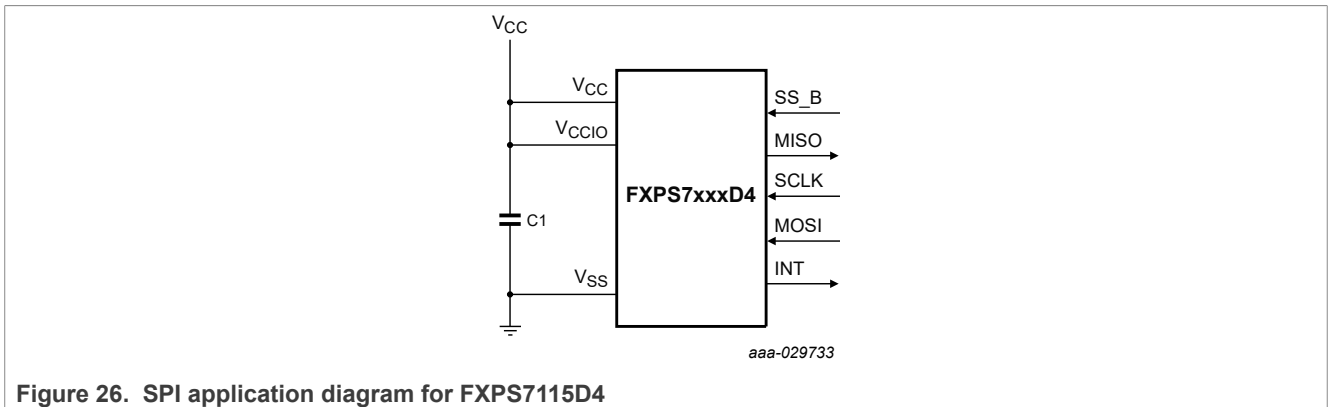 VCC
VCC
VCCIO
VSS
C1
FXPS7xxxD4
SS_B
MISO
SCLK
MOSI
INT
aaa-029733
Figure 26. SPI application diagram for FXPS7115D4